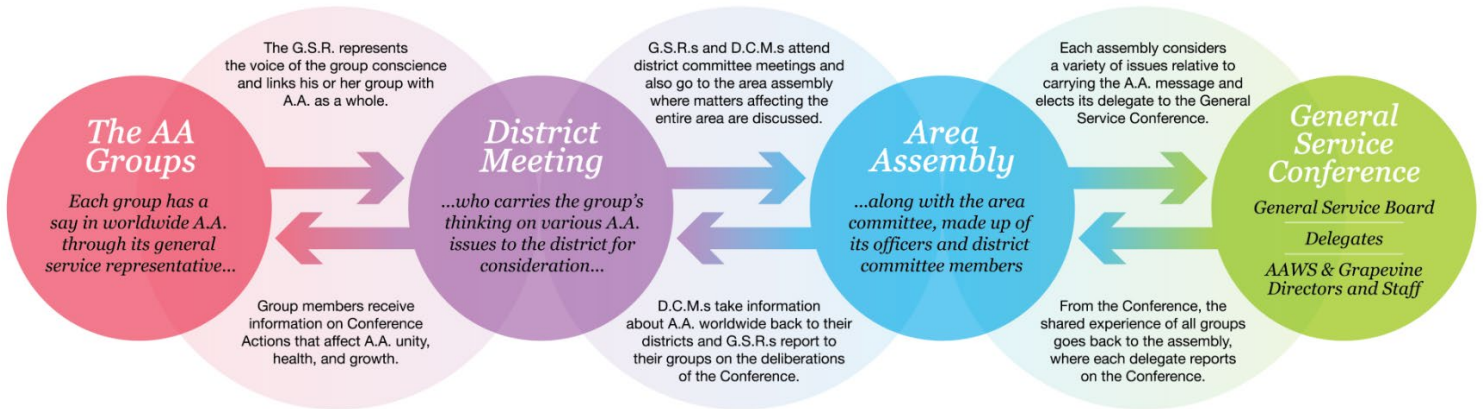 The G.S.R. represents
the voice of the group conscience
and links his or her group with
A.A. as a whole.
G.S.R.s and D.C.M.s attend
district committee meetings and
also go to the area assembly
where matters affecting the
entire area are discussed.
Each assembly considers
a variety of issues relative to
carrying the A.A. message and
elects its delegate to the General
Service Conference.
The AA
Groups
Each group has a
say in worldwide A.A.
through its general
service representative...
District
Meeting
...who carries the group's
thinking on various A.A.
issues to the district for
consideration...
Area
Assembly
...along with the area
committee, made up of
its officers and district
committee members
General
Service
Conference
General Service Board
Delegates
AAWS & Grapevine
Directors and Staff
Group members receive
information on Conference
Actions that affect A.A. unity,
health, and growth.
D.C.M.s take information
about A.A. worldwide back to their
districts and G.S.R.s report to
their groups on the deliberations
of the Conference.
From the Conference, the
shared experience of all groups
goes back to the assembly,
where each delegate reports
on the Conference.